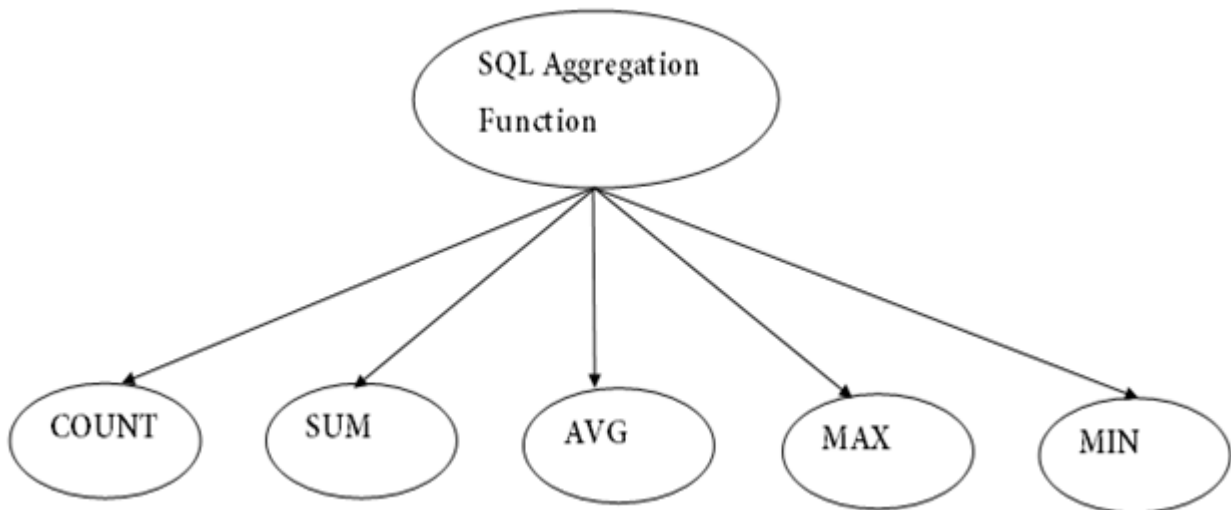 SQL Aggregation
Function
COUNT
SUM
AVG
MAX
MIN